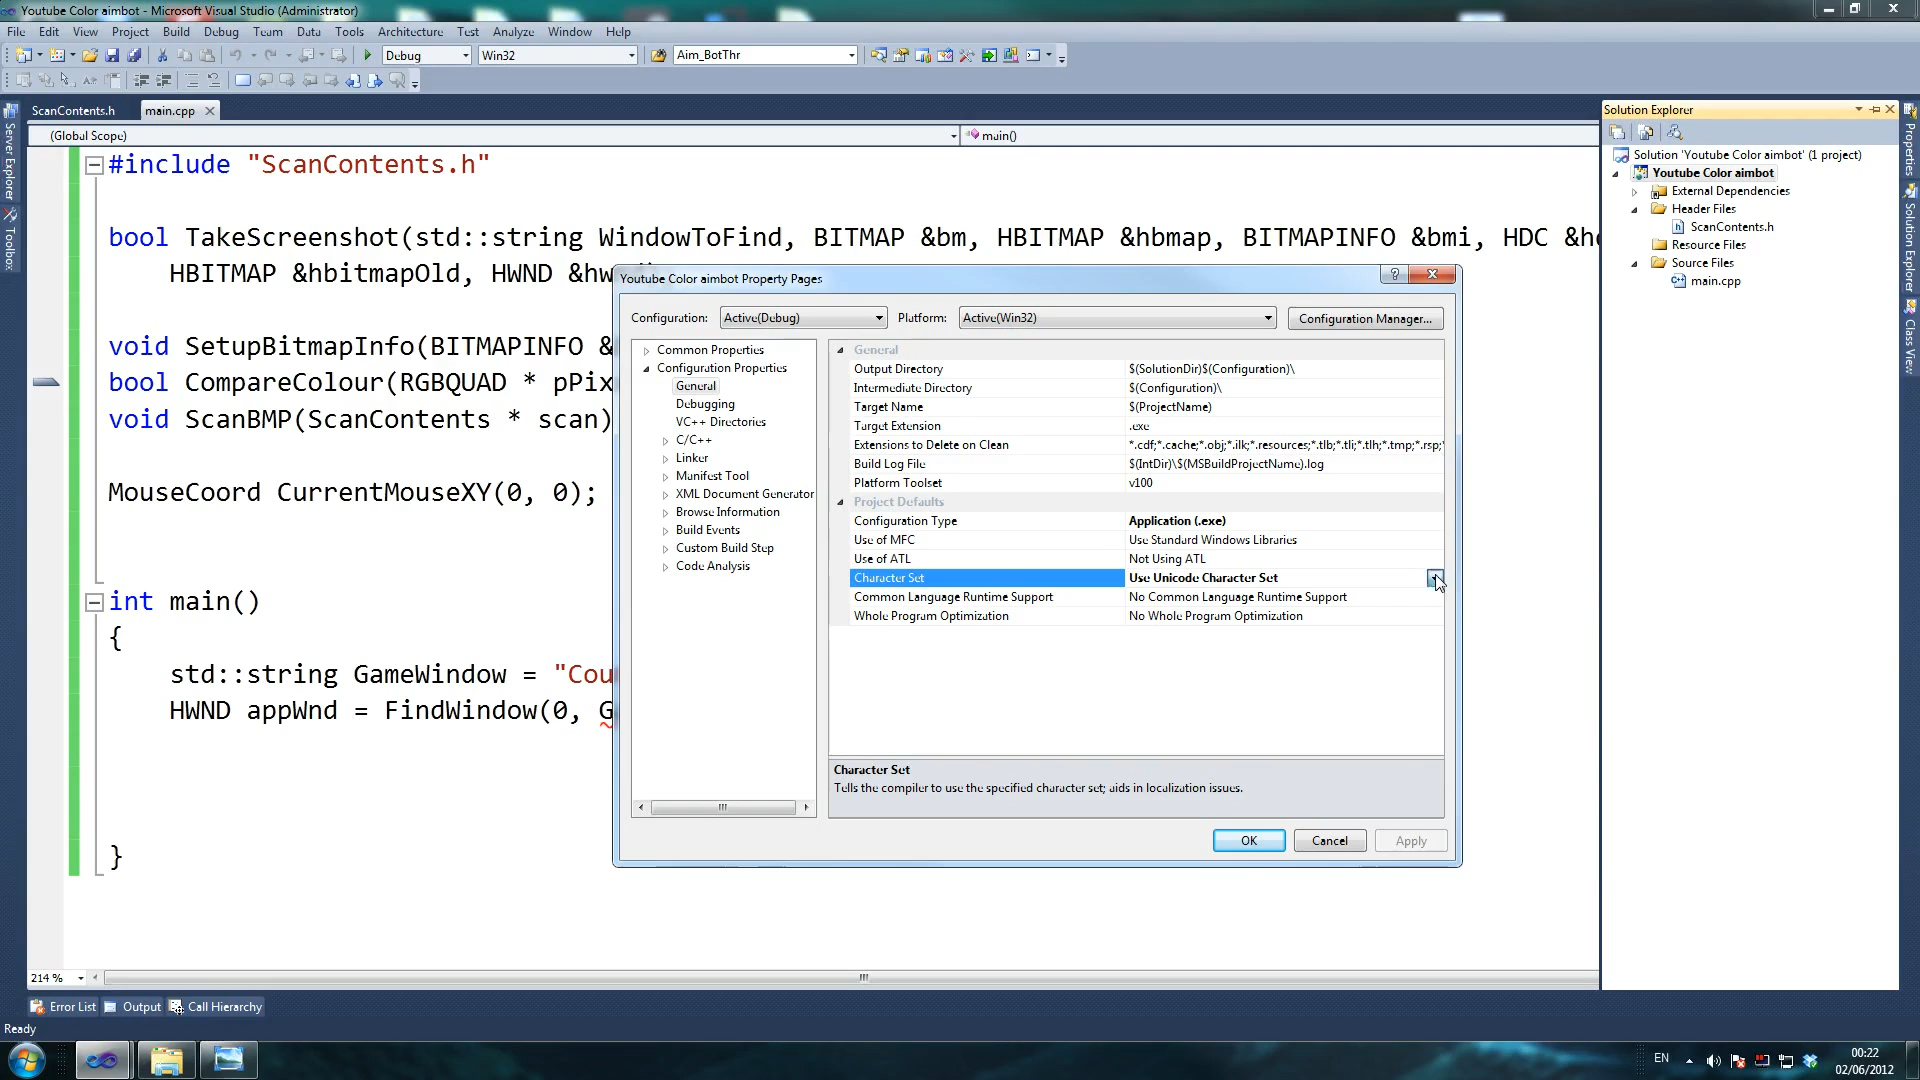 Youtube Color aimbot - Microsoft Visual Studio (Administrator)
File Edit View Project Build Debug Team Data Tools Architecture Test Analyze Window Help
Debug Win32 Aim_BotThr
ScanContents.h main.cpp
(Global Scope) main()
#include "ScanContents.h"
bool TakeScreenshot(std::string WindowToFind, BITMAP &bm, HBITMAP &hbmap, BITMAPINFO &bmi, HDC
HBITMAP &hbitmapOld, HWND
void SetupBitmapInfo(BITMAPINFO &
bool CompareColour(RGBQUAD * pPix
void ScanBMP(ScanContents * scan)
MouseCoord CurrentMouseXY(0, 0);
int main()
{
std::string GameWindow = "Cou
HWND appWnd = FindWindow(0, G
}
214 %
Youtube Color aimbot Property Pages
Configuration: Active(Debug) Platform: Active(Win32) Configuration Manager...
Common Properties
Configuration Properties
General
Debugging
VC++ Directories
C/C++
Linker
Manifest Tool
XML Document Generator
Browse Information
Build Events
Custom Build Step
Code Analysis
General
Output Directory $(SolutionDir)$(Configuration)\
Intermediate Directory $(Configuration)\
Target Name $(ProjectName)
Target Extension .exe
Extensions to Delete on Clean *.cdf;*.cache;*.obj;*.ilk;*.resources;*.tlb;*.tli;*.tlh;*.tmp;*.rsp;
Build Log File $(IntDir)\$(MSBuildProjectName).log
Platform Toolset v100
Project Defaults
Configuration Type Application (.exe)
Use of MFC Use Standard Windows Libraries
Use of ATL Not Using ATL
Character Set Use Unicode Character Set
Common Language Runtime Support No Common Language Runtime Support
Whole Program Optimization No Whole Program Optimization
Character Set
Tells the compiler to use the specified character set; aids in localization issues.
OK Cancel Apply
Solution Explorer
Solution 'Youtube Color aimbot' (1 project)
Youtube Color aimbot
External Dependencies
Header Files
ScanContents.h
Resource Files
Source Files
main.cpp
Server Explorer
Toolbox
Properties
Solution Explorer
Class View
Error List Output Call Hierarchy
Ready
EN
00:22
02/06/2012